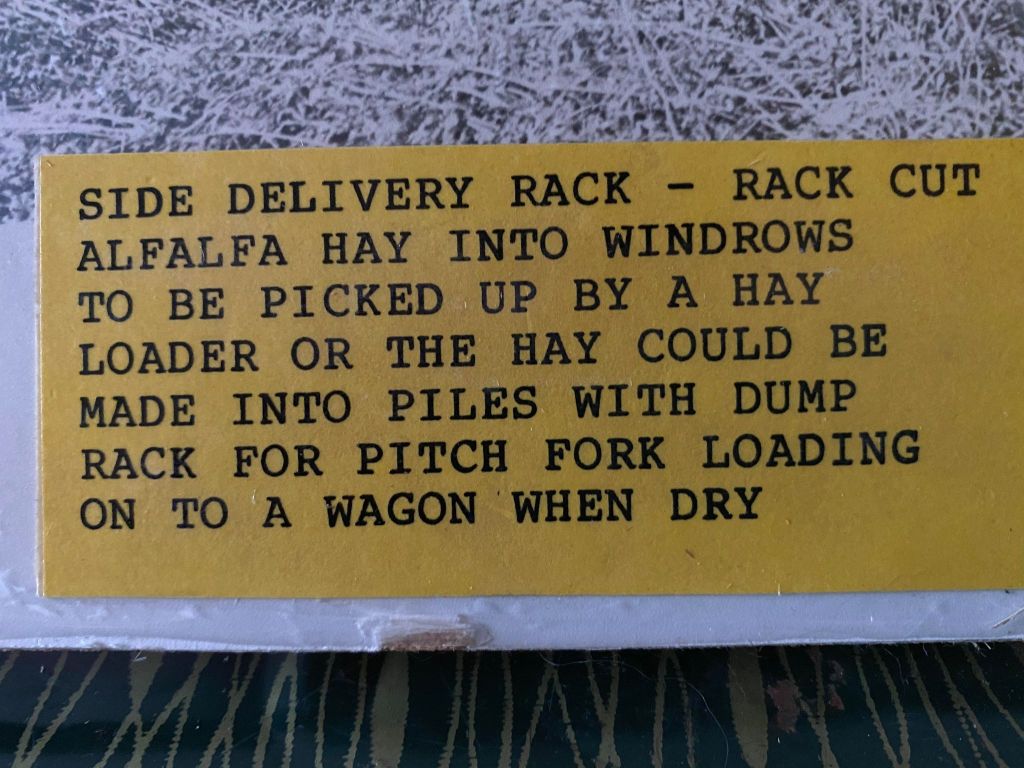 SIDE DELIVERY RACK - RACK CUT
ALFALFA HAY INTO WINDROWS
TO BE PICKED UP BY A HAY
LOADER OR THE HAY COULD BE
MADE INTO PILES WITH DUMP
RACK FOR PITCH FORK LOADING
ON TO A WAGON WHEN DRY